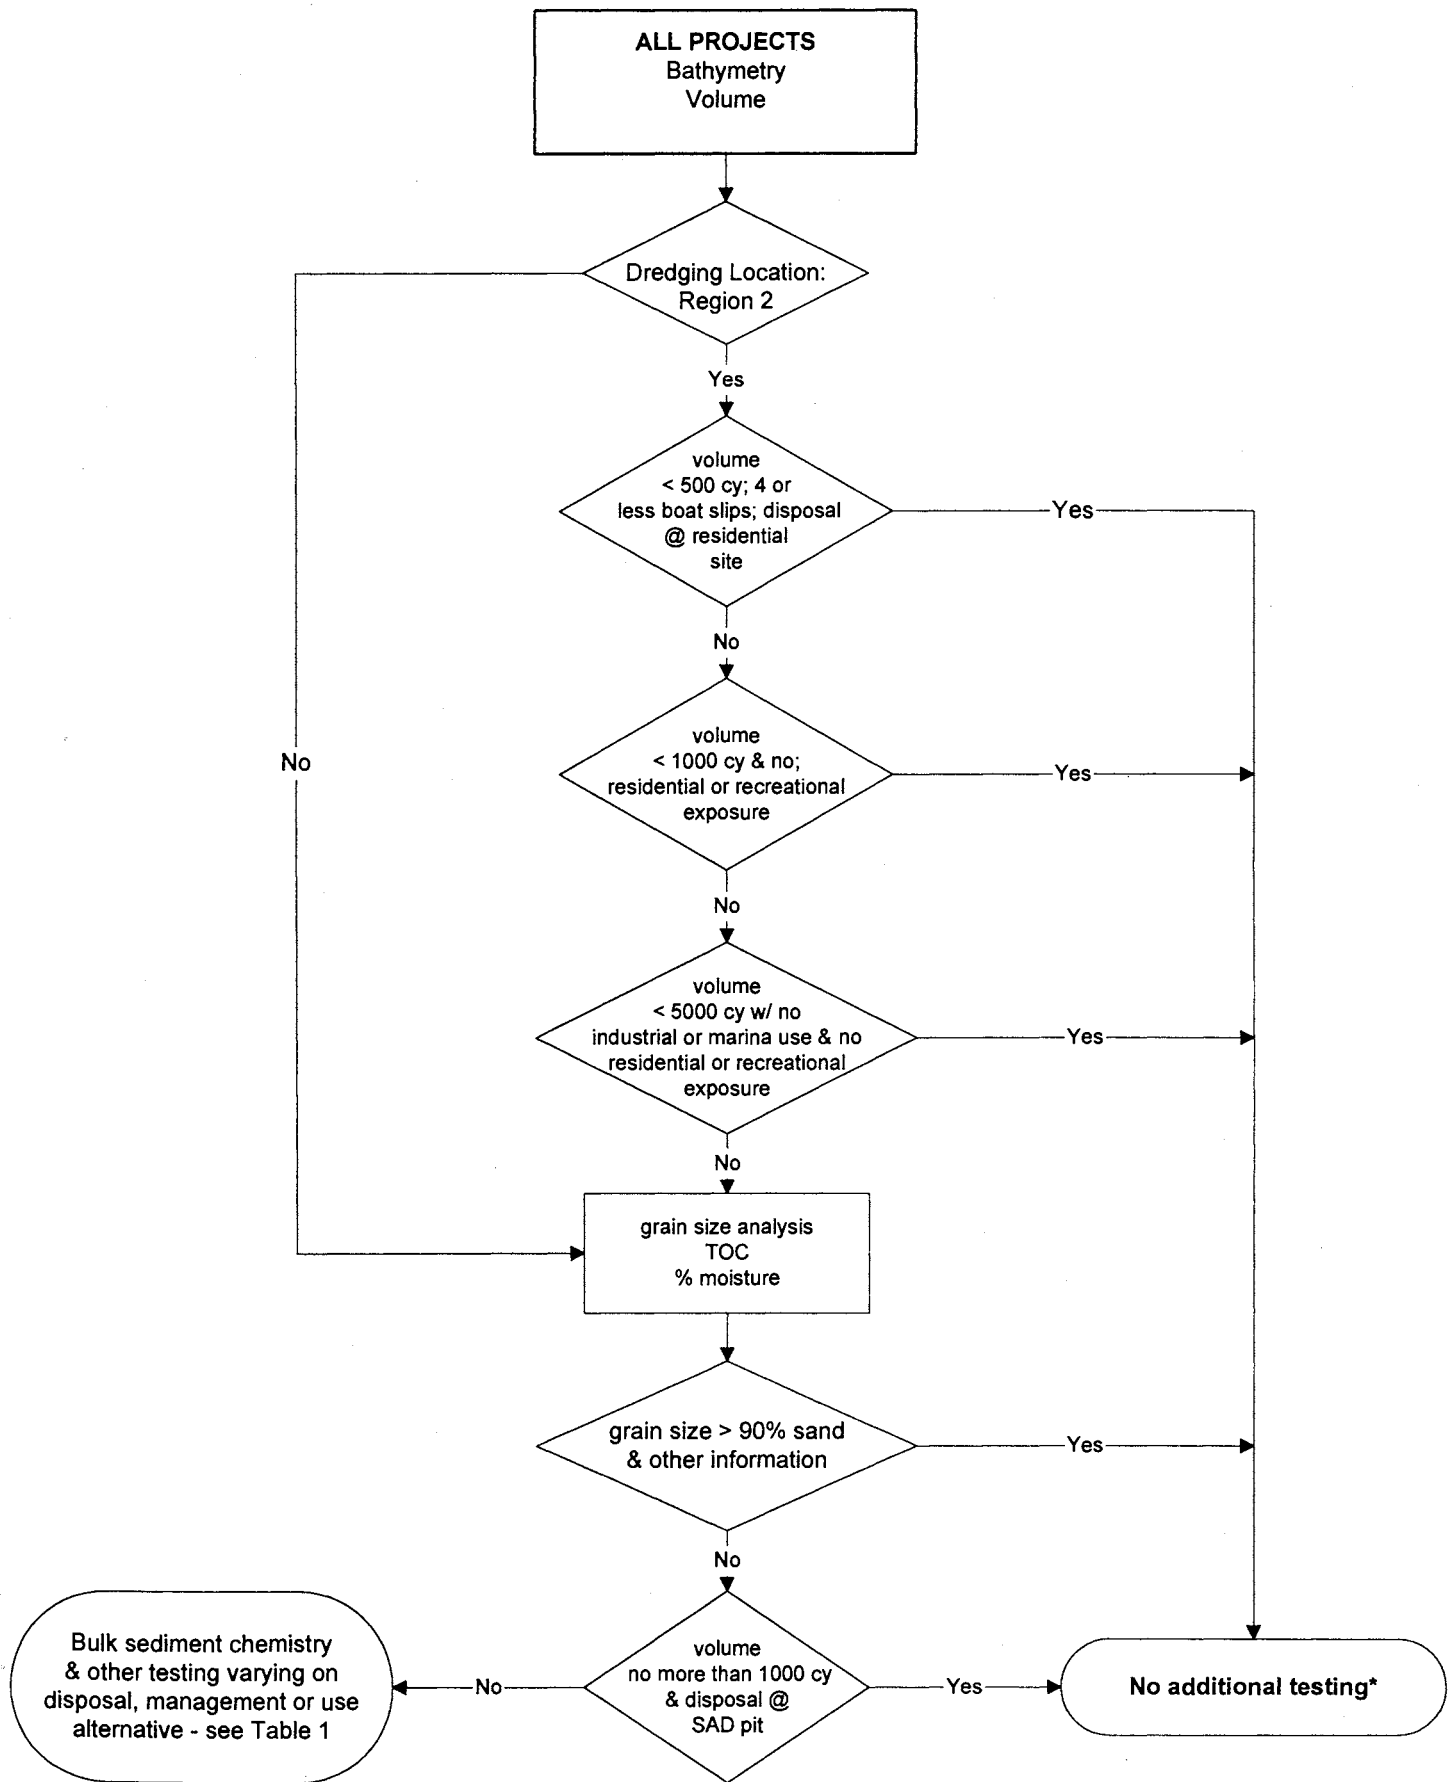 ALL PROJECTS
Bathymetry
Volume
Dredging Location:
Region 2
Yes
volume
< 500 cy; 4 or
less boat slips; disposal
@ residential
site
Yes
No
volume
< 1000 cy & no;
residential or recreational
exposure
Yes
No
No
volume
< 5000 cy w/ no
industrial or marina use & no
residential or recreational
exposure
Yes
No
grain size analysis
TOC
% moisture
grain size > 90% sand
& other information
Yes
No
Bulk sediment chemistry
& other testing varying on
disposal, management or use
alternative - see Table 1
No
volume
no more than 1000 cy
& disposal @
SAD pit
Yes
No additional testing*